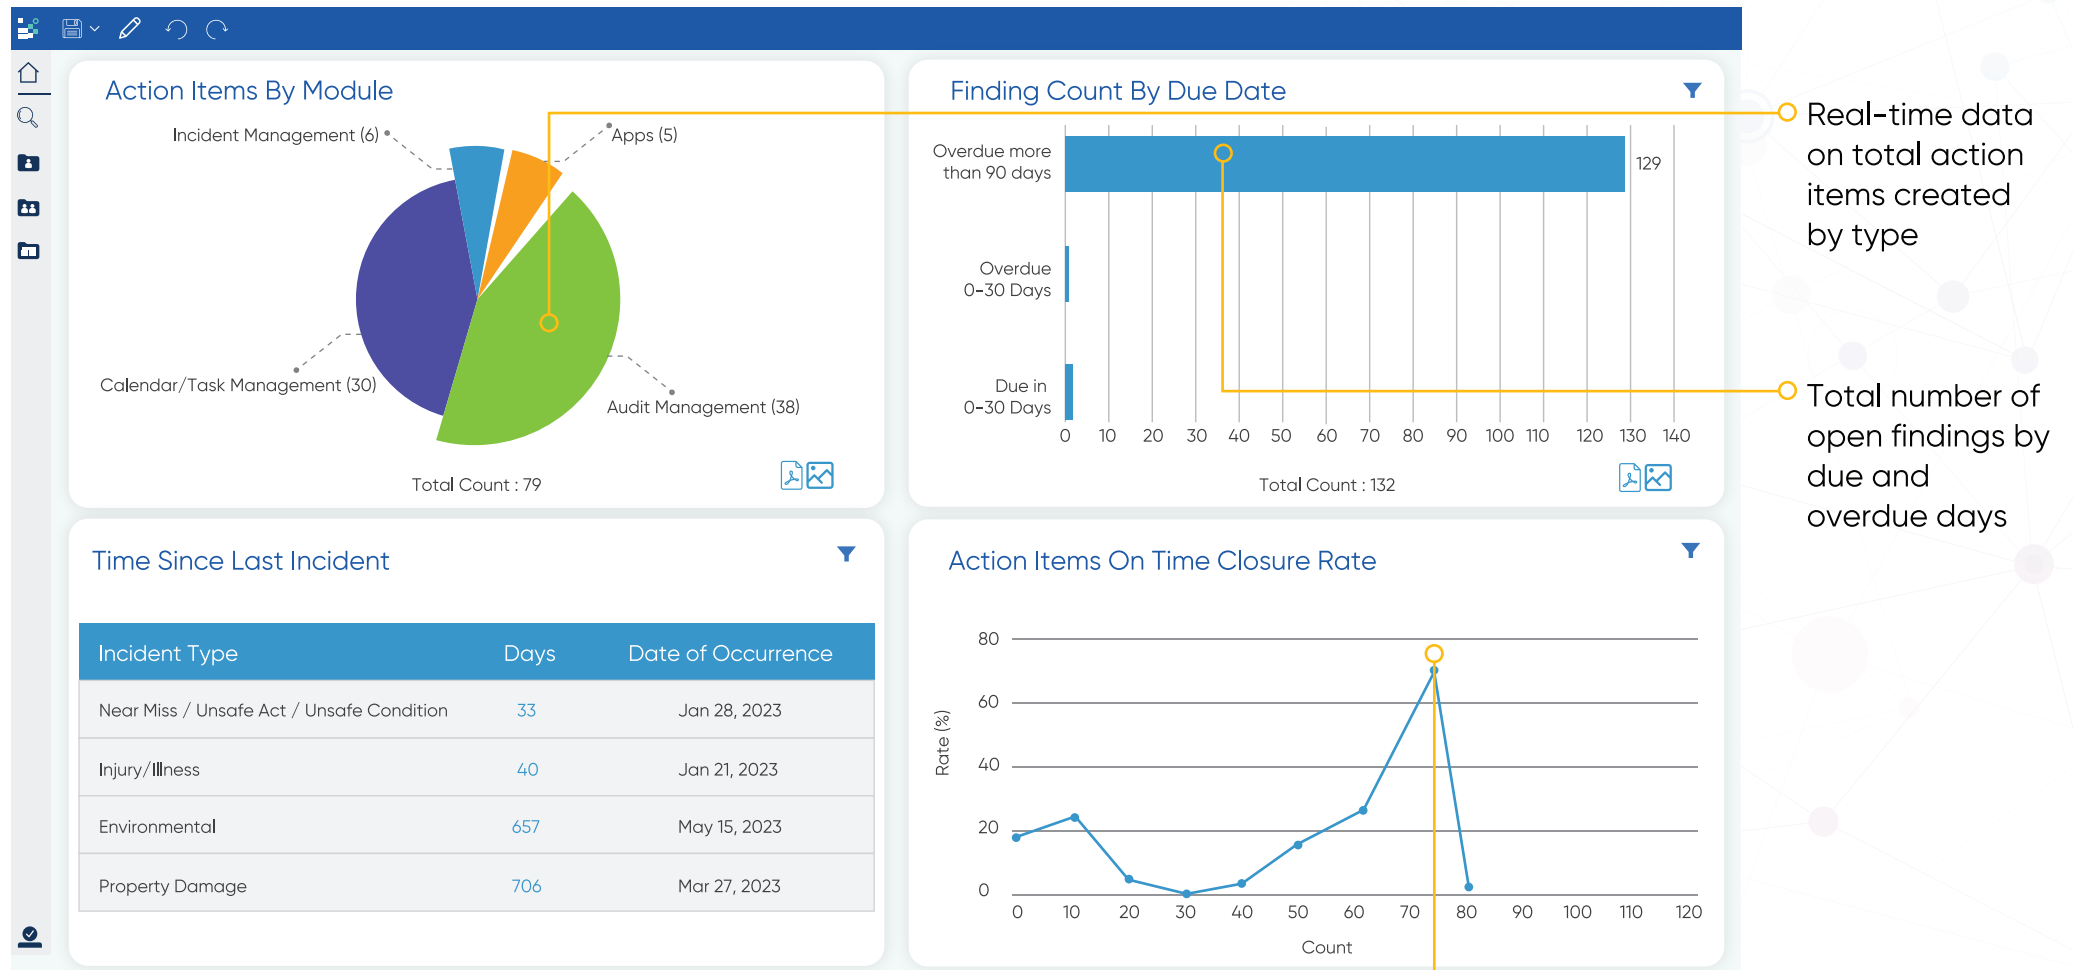 Action Items By Module
Incident Management (6)
Apps (5)
Calendar/Task Management (30)
Audit Management (38)
Total Count : 79
Finding Count By Due Date
Overdue more
than 90 days
129
Overdue
0-30 Days
Due in
0-30 Days
0 10 20 30 40 50 60 70 80 90 100 110 120 130 140
Total Count : 132
Real-time data
on total action
items created
by type
Total number of
open findings by
due and
overdue days
Time Since Last Incident
Incident Type Days Date of Occurrence
Near Miss / Unsafe Act / Unsafe Condition 33 Jan 28, 2023
Injury/Illness 40 Jan 21, 2023
Environmental 657 May 15, 2023
Property Damage 706 Mar 27, 2023
Action Items On Time Closure Rate
80
60
40
20
0
Rate (%)
0 10 20 30 40 50 60 70 80 90 100 110 120
Count